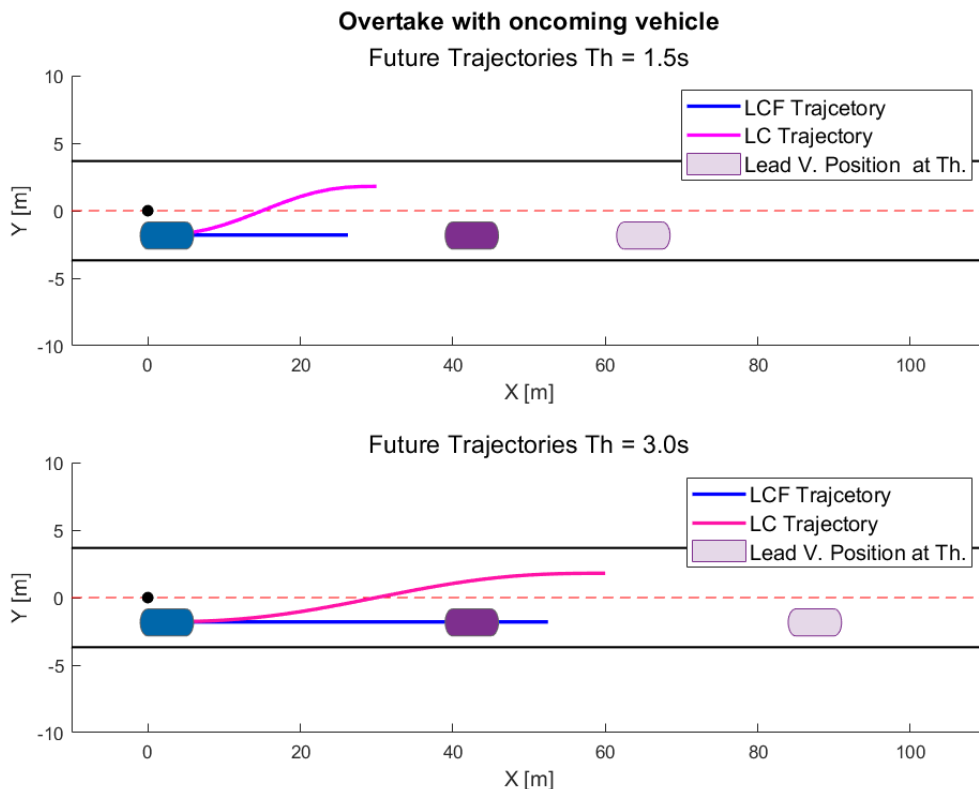 Overtake with oncoming vehicle
Future Trajectories Th = 1.5s
10
5
0
-5
-10
Y [m]
LCF Trajcetory
LC Trajectory
Lead V. Position  at Th.
0
20
40
60
80
100
X [m]
Future Trajectories Th = 3.0s
10
5
0
-5
-10
Y [m]
LCF Trajcetory
LC Trajectory
Lead V. Position at Th.
0
20
40
60
80
100
X [m]